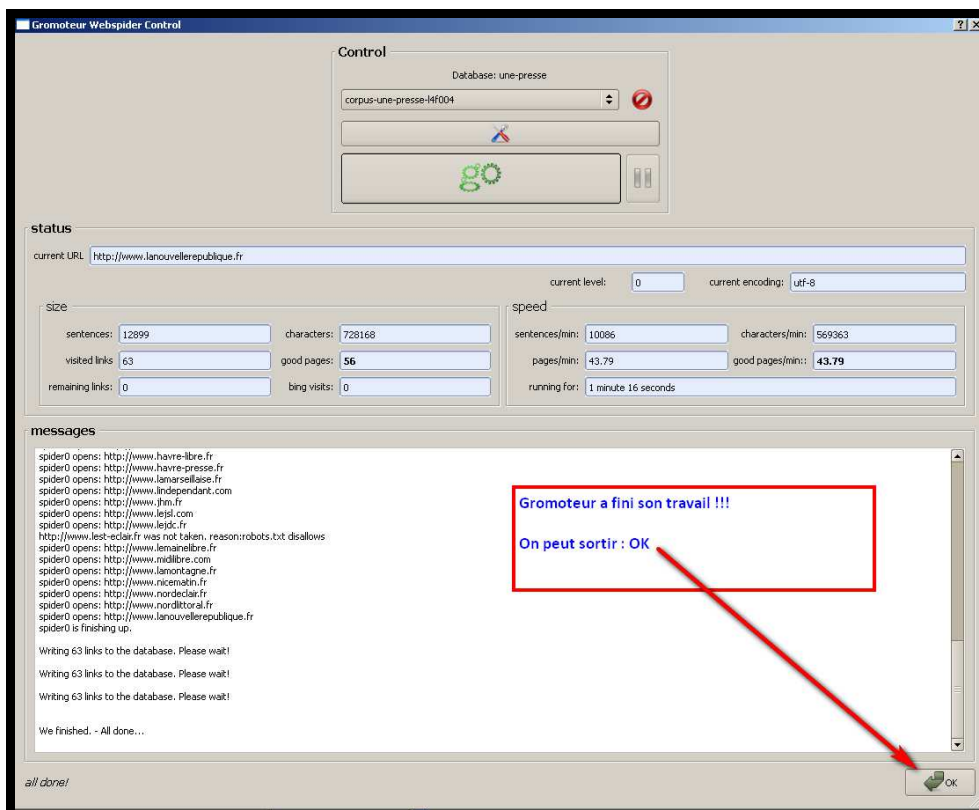 Gromoteur Webspider Control
Control
Database: une-presse
corpus-une-presse-l4f004
go
status
current URL http://www.lanouvellerepublique.fr
current level: 0 current encoding: utf-8
size
sentences: 12899 characters: 728168
visited links 63 good pages: 56
remaining links: 0 bing visits: 0
speed
sentences/min: 10086 characters/min: 569363
pages/min: 43.79 good pages/min:: 43.79
running for: 1 minute 16 seconds
messages
spider0 opens: http://www.havre-libre.fr
spider0 opens: http://www.havre-presse.fr
spider0 opens: http://www.lamarseillaise.fr
spider0 opens: http://www.lindependant.com
spider0 opens: http://www.jhm.fr
spider0 opens: http://www.lejsl.com
spider0 opens: http://www.lejdc.fr
http://www.lest-eclair.fr was not taken. reason:robots.txt disallows
spider0 opens: http://www.lemainelibre.fr
spider0 opens: http://www.midilibre.com
spider0 opens: http://www.lamontagne.fr
spider0 opens: http://www.nicematin.fr
spider0 opens: http://www.nordeclair.fr
spider0 opens: http://www.nordlittoral.fr
spider0 opens: http://www.lanouvellerepublique.fr
spider0 is finishing up.
Writing 63 links to the database. Please wait!
Writing 63 links to the database. Please wait!
Writing 63 links to the database. Please wait!
We finished. - All done...
Gromoteur a fini son travail !!!
On peut sortir : OK
all done!
OK